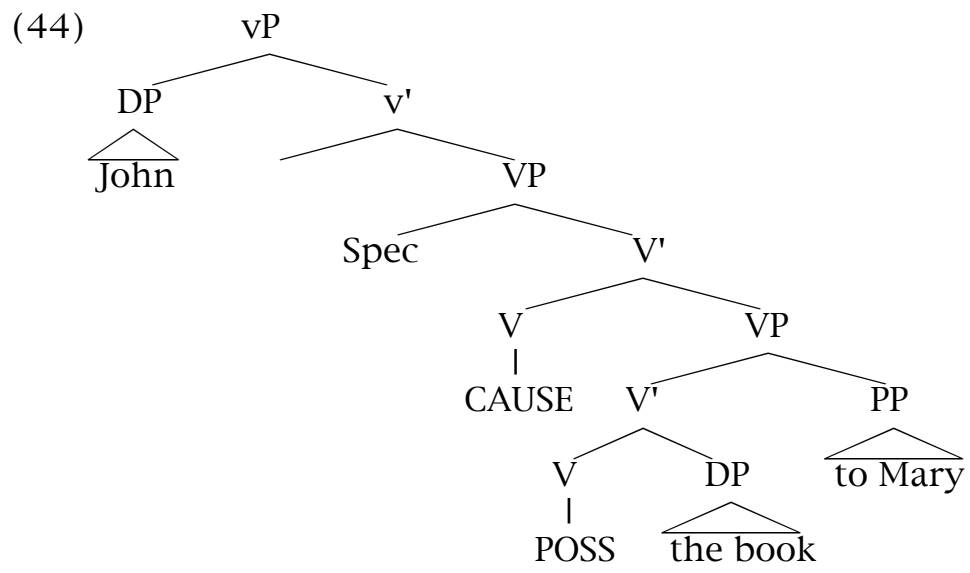 (44) vP
DP v'
John
VP
Spec V'
V VP
CAUSE V' PP
V DP to Mary
POSS the book